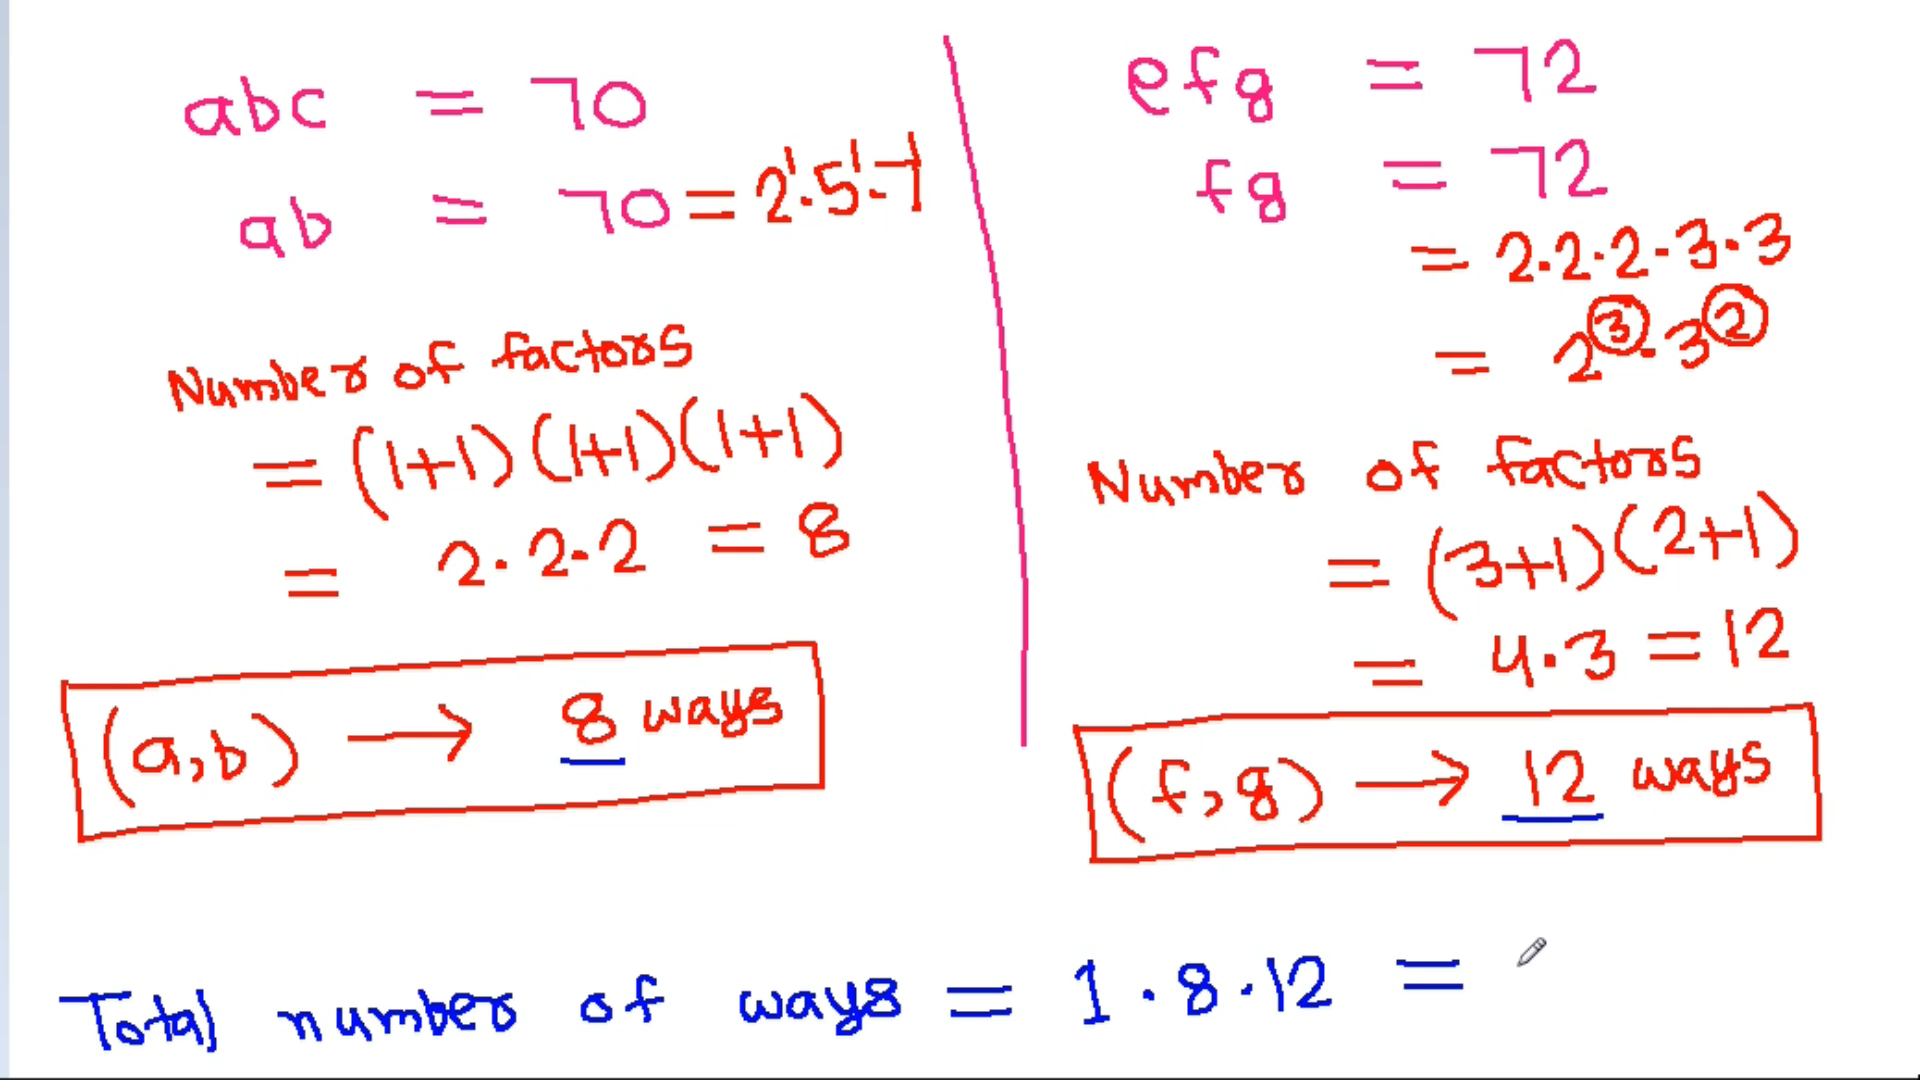 abc = 70
ab = 70 = 2¹·5¹·7¹
Number of factors
= (1+1)(1+1)(1+1)
= 2·2·2 = 8
(a,b) → 8 ways
efg = 72
fg = 72
= 2·2·2·3·3
= 2³·3²
Number of factors
= (3+1)(2+1)
= 4·3 = 12
(f,g) → 12 ways
Total number of ways = 1·8·12 =